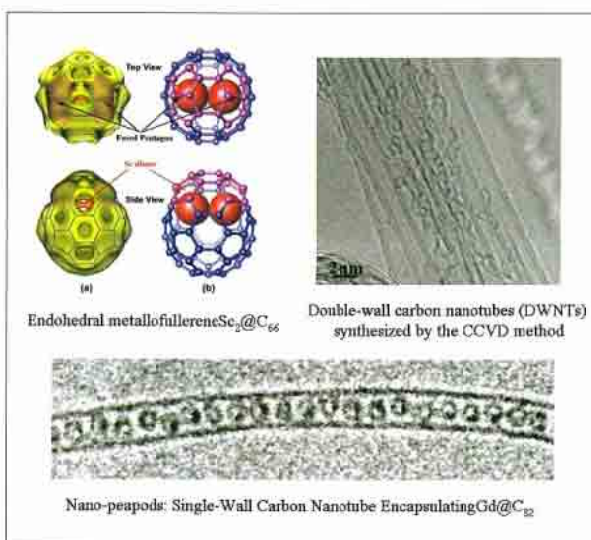 Top View
Fused Pentagons
Sc dimer
Side View
(a) (b)
Endohedral metallofullereneSc₂@C₆₆
2nm
Double-wall carbon nanotubes (DWNTs)
synthesized by the CCVD method
Nano-peapods: Single-Wall Carbon Nanotube EncapsulatingGd@C₈₂